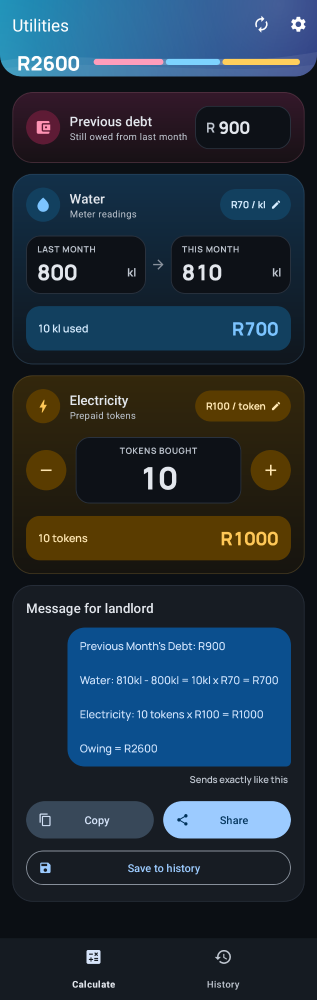 Utilities
R2600
Previous debt
Still owed from last month
R 900
Water
Meter readings
R70 / kl
LAST MONTH
800 kl
THIS MONTH
810 kl
10 kl used
R700
Electricity
Prepaid tokens
R100 / token
TOKENS BOUGHT
10
10 tokens
R1000
Message for landlord
Previous Month's Debt: R900
Water: 810kl - 800kl = 10kl x R70 = R700
Electricity: 10 tokens x R100 = R1000
Owing = R2600
Sends exactly like this
Copy
Share
Save to history
Calculate
History